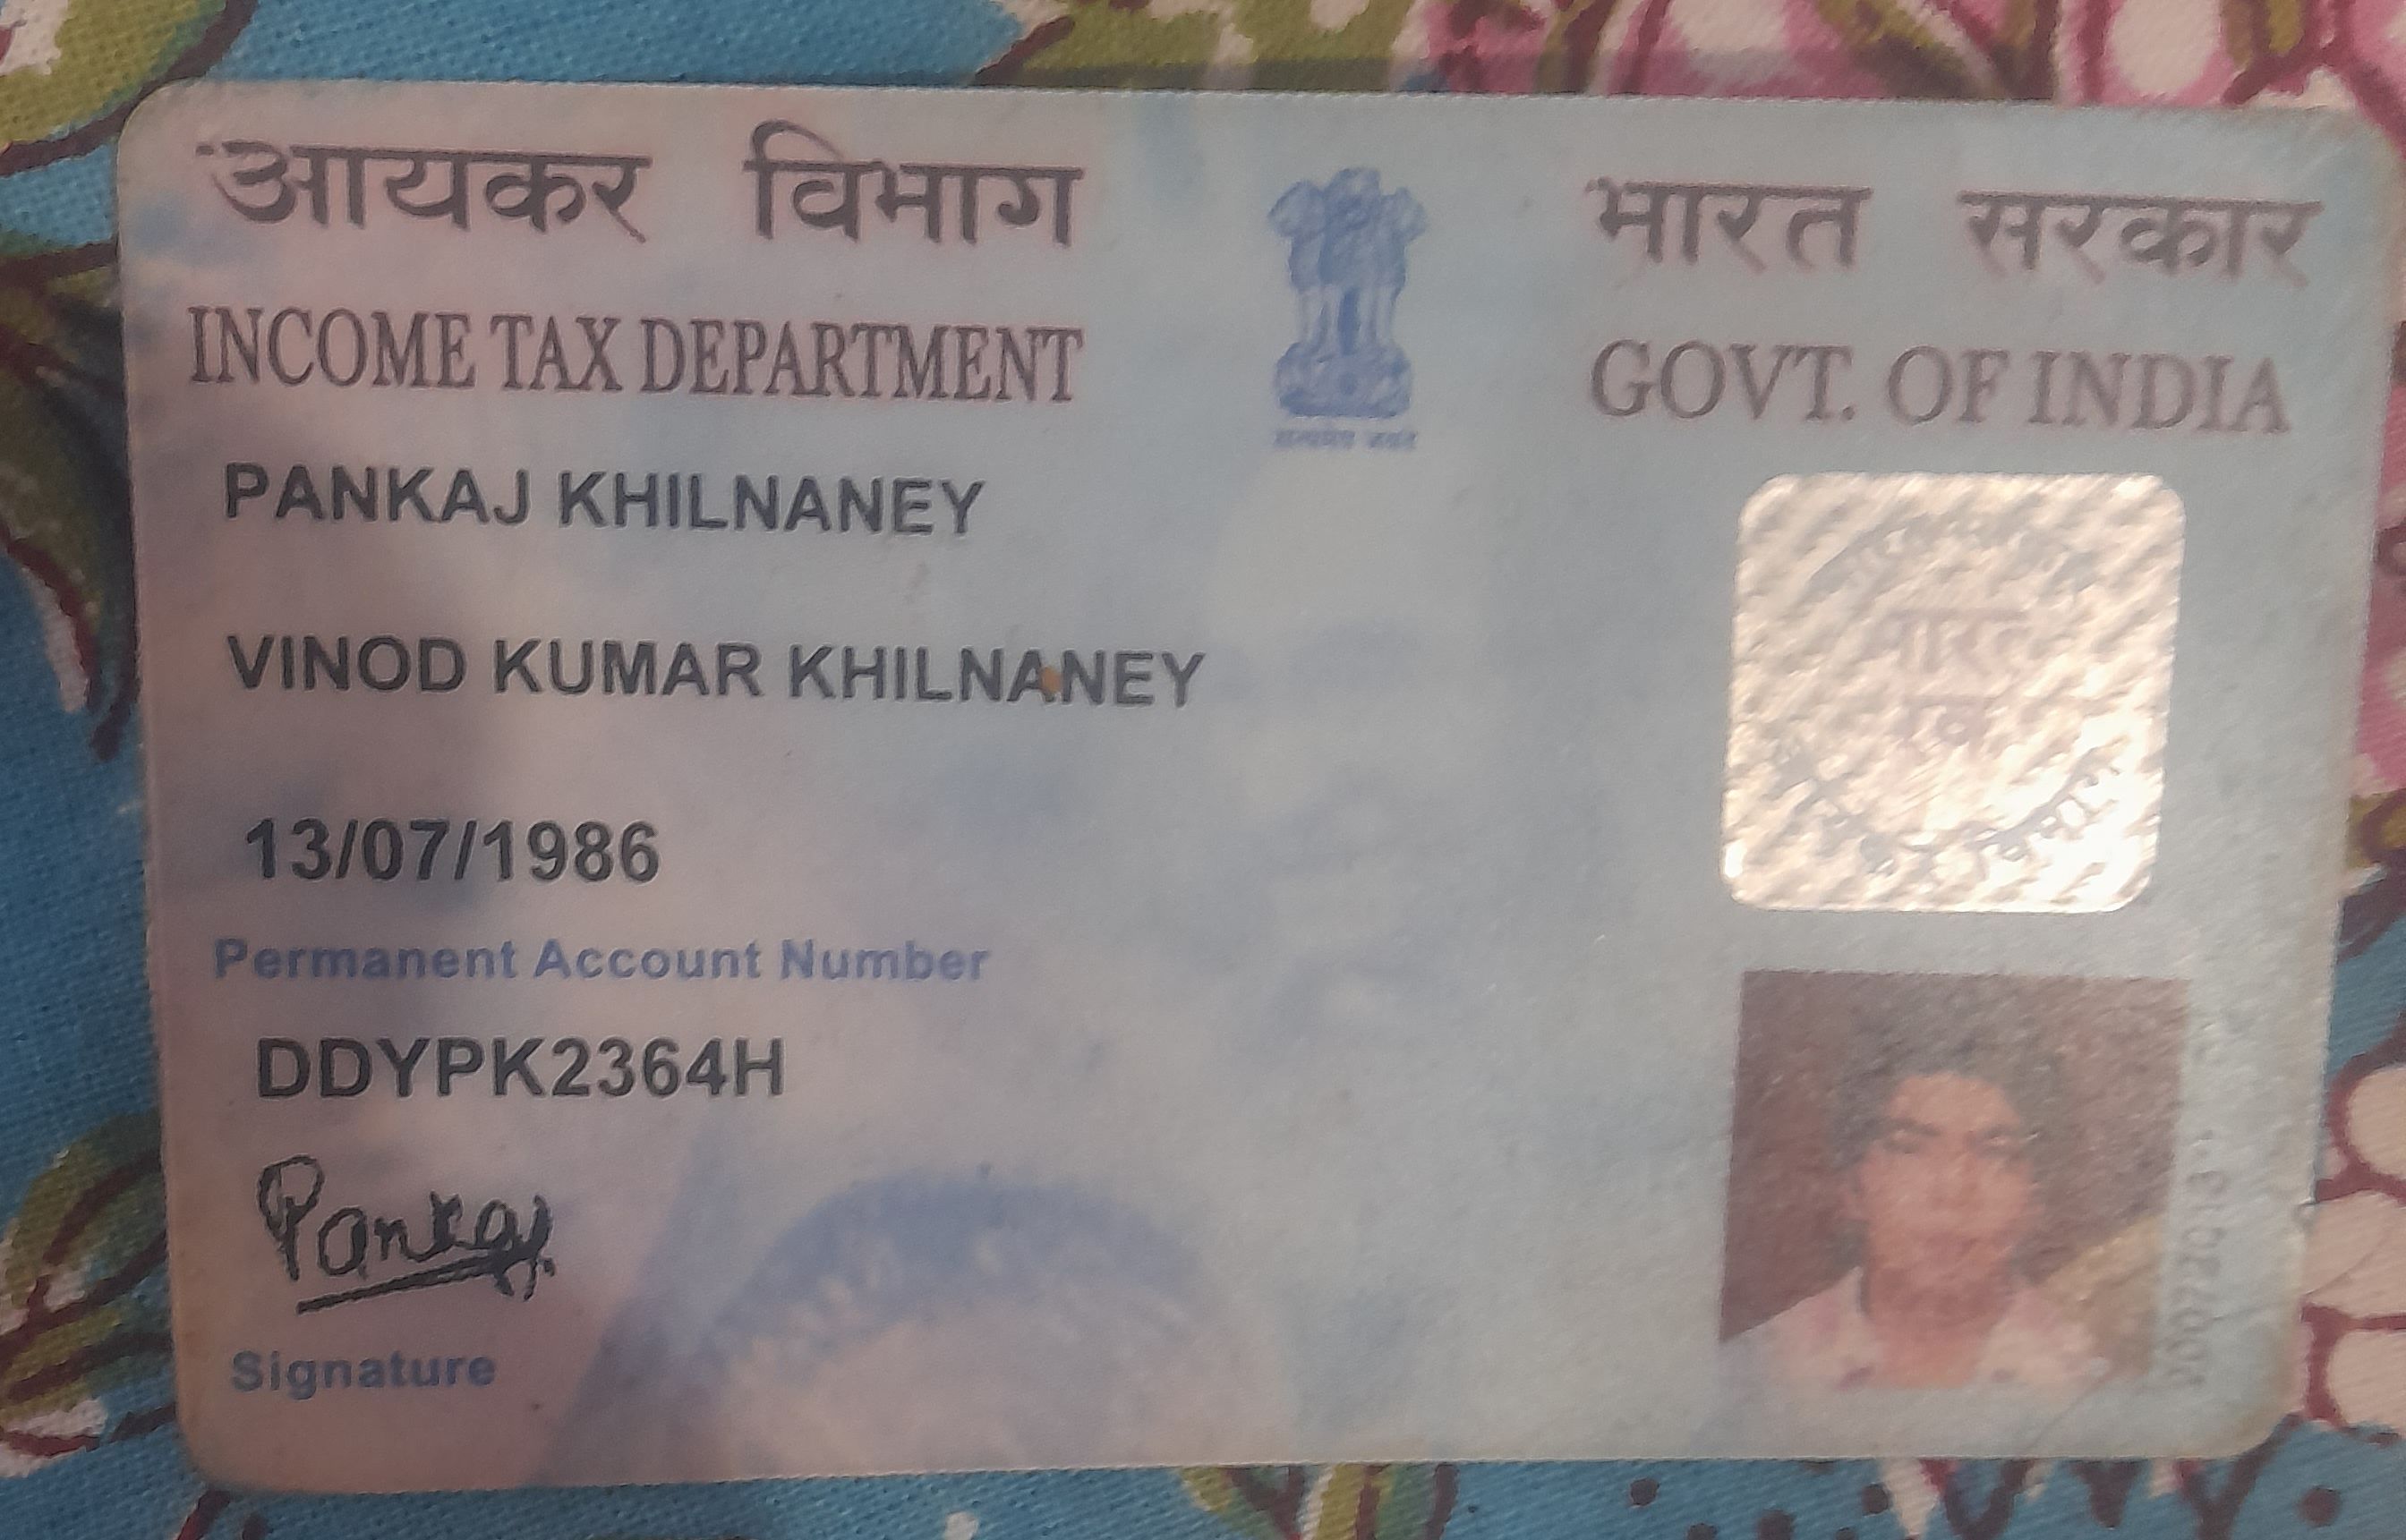 आयकर विभाग
INCOME TAX DEPARTMENT
सत्यमेव जयते
भारत सरकार
GOVT. OF INDIA
PANKAJ KHILNANEY
VINOD KUMAR KHILNANEY
13/07/1986
Permanent Account Number
DDYPK2364H
Pankaj
Signature
भारत